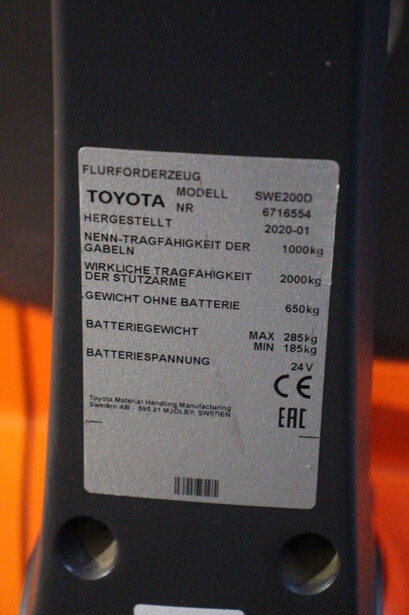 FLURFORDERZEUG
TOYOTA MODELL SWE200D
NR 6716554
HERGESTELLT 2020-01
NENN-TRAGFÄHIGKEIT DER GABELN 1000kg
WIRKLICHE TRAGFÄHIGKEIT DER STÜTZARME 2000kg
GEWICHT OHNE BATTERIE 650kg
BATTERIEGEWICHT MAX 285kg
MIN 185kg
BATTERIESPANNUNG 24V
CE
Toyota Material Handling Manufacturing
Sweden AB 595 81 MJÖLBY, SWEDEN
EAC